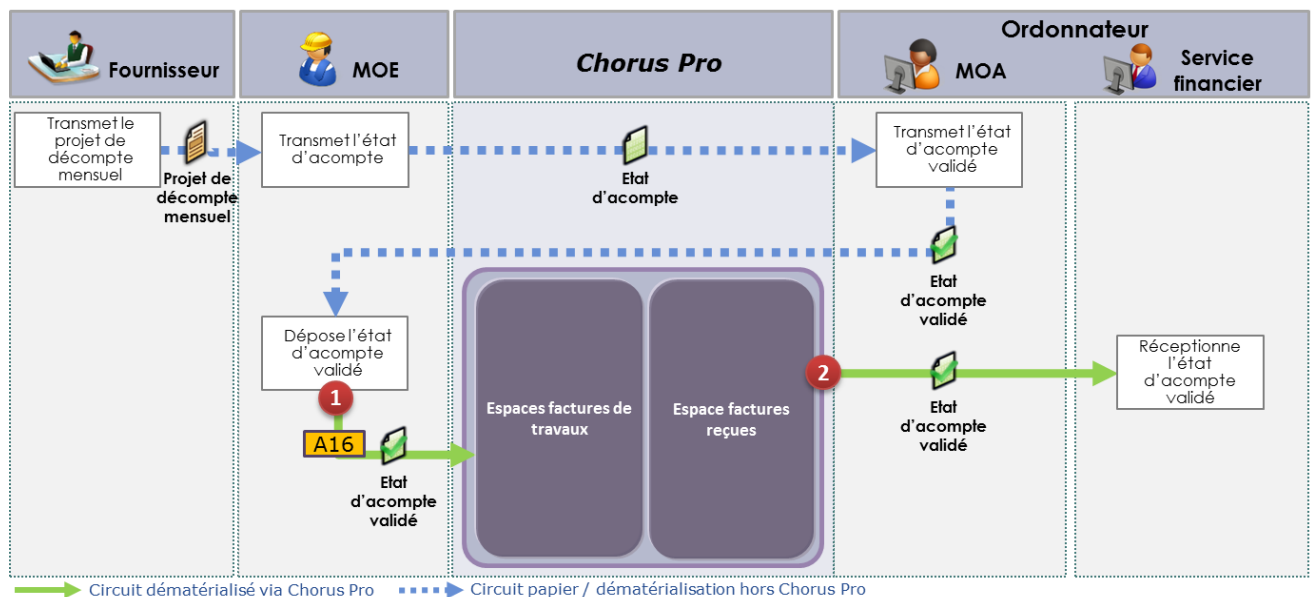 Fournisseur
MOE
Chorus Pro
Ordonnateur
MOA
Service
financier
Transmet le
projet de
décompte
mensuel
Projet de
décompte
mensuel
Transmet l'état
d'acompte
Etat
d'acompte
Transmet l'état
d'acompte
validé
Etat
d'acompte
validé
Dépose l'état
d'acompte
validé
1
A16
Etat
d'acompte
validé
Espaces factures de
travaux
Espace factures
reçues
2
Etat
d'acompte
validé
Réceptionne
l'état
d'acompte
validé
Circuit dématérialisé via Chorus Pro
Circuit papier / dématérialisation hors Chorus Pro